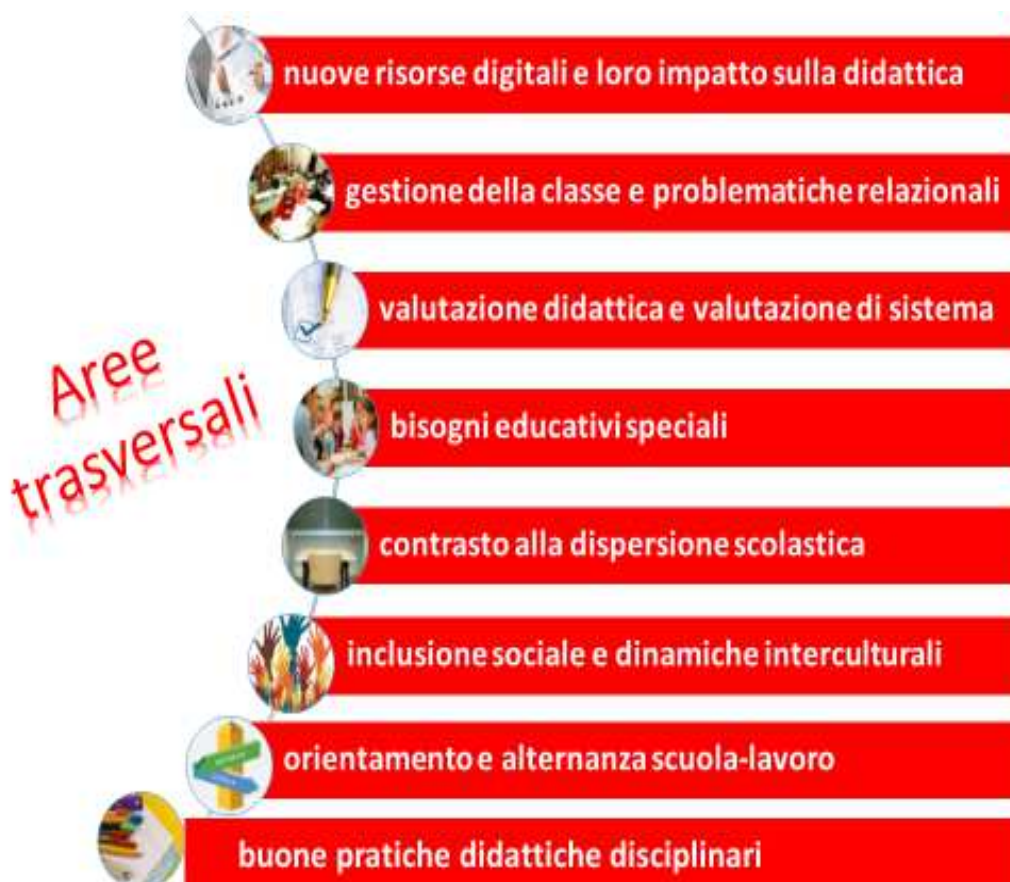 Aree
trasversali
nuove risorse digitali e loro impatto sulla didattica
gestione della classe e problematiche relazionali
valutazione didattica e valutazione di sistema
bisogni educativi speciali
contrasto alla dispersione scolastica
inclusione sociale e dinamiche interculturali
orientamento e alternanza scuola-lavoro
buone pratiche didattiche disciplinari